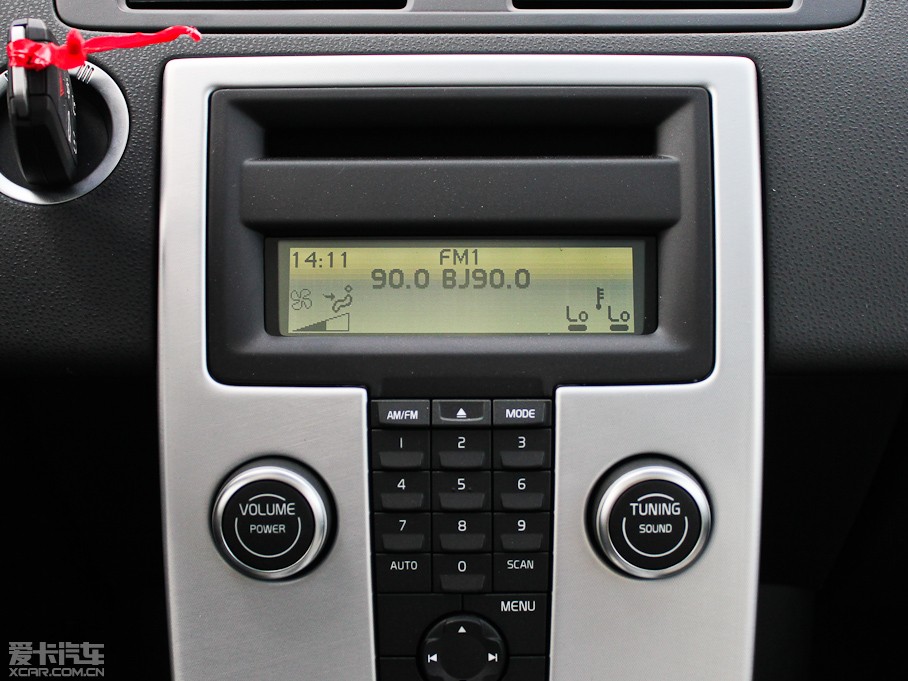 14:11 FM1
90.0 BJ90.0
Lo Lo
AM/FM MODE
1 2 3
4 5 6
7 8 9
AUTO 0 SCAN
MENU
VOLUME
POWER
TUNING
SOUND
爱卡汽车
XCAR.COM.CN